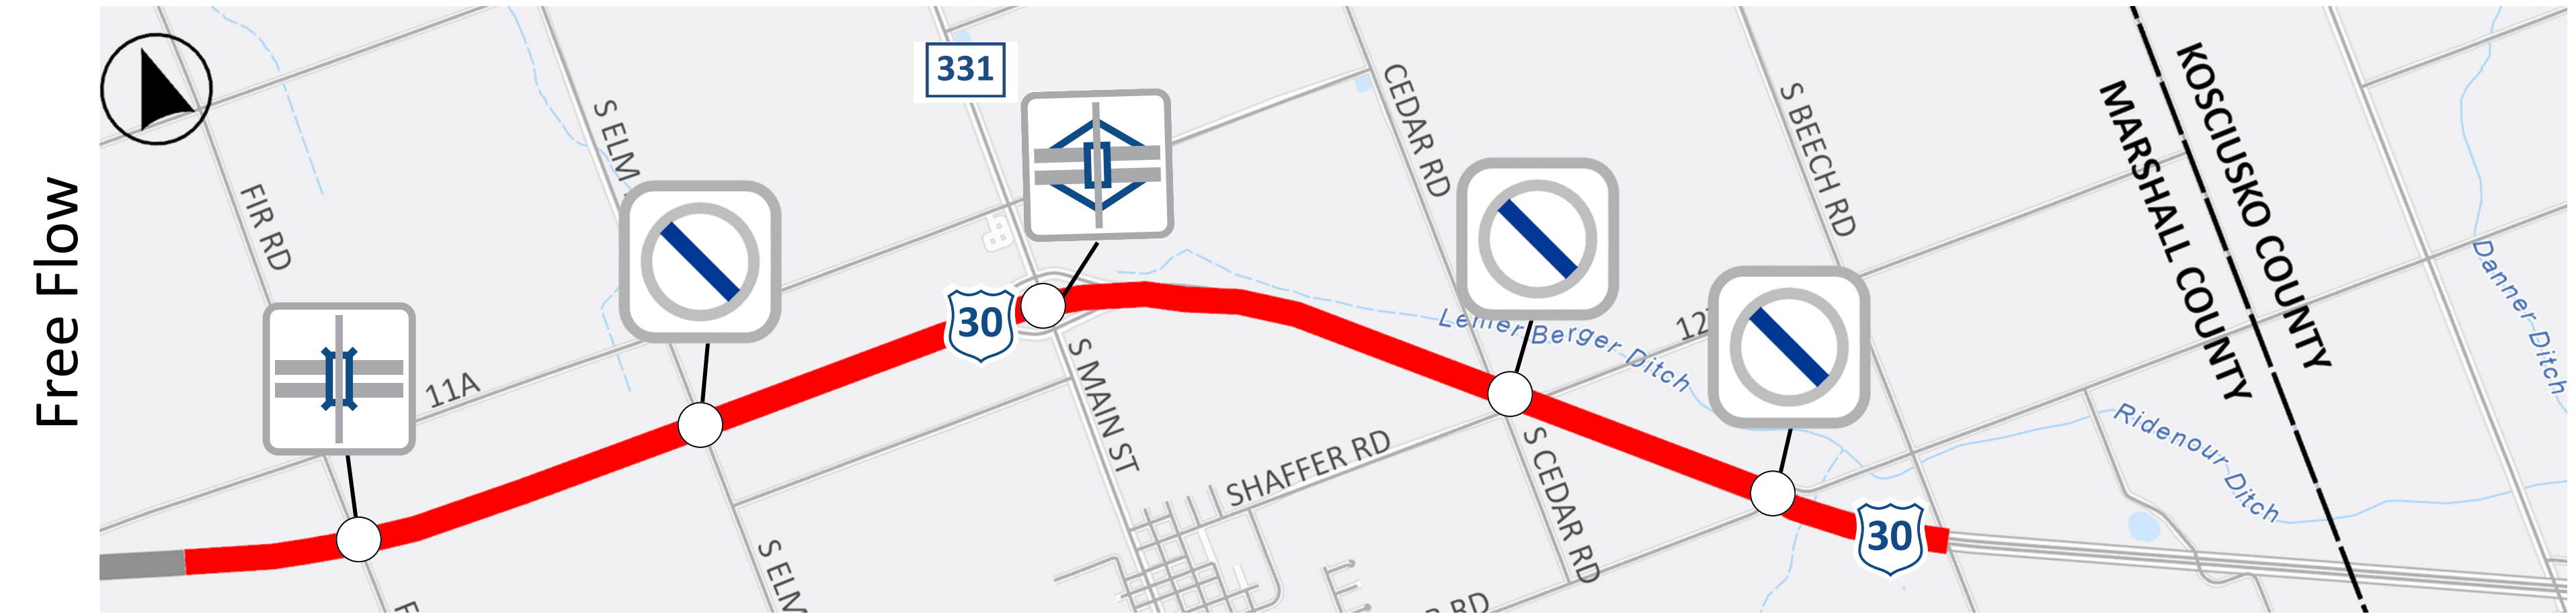 Free Flow
FIR RD
S ELM
331
CEDAR RD
S BEECH RD
KOSCIUSKO COUNTY
MARSHALL COUNTY
Danner Ditch
11A
30
S MAIN ST
SHAFFER RD
Berger Ditch
S CEDAR RD
Ridenour Ditch
30
S ELM
RD